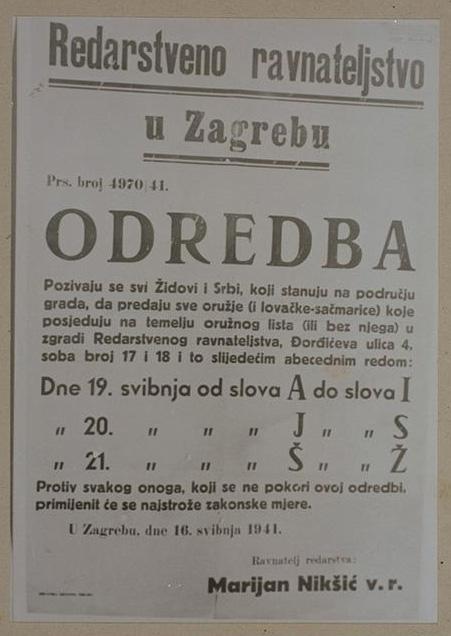 Redarstveno ravnateljstvo
u Zagrebu
Prs. broj 4970/41.
ODREDBA
Pozivaju se svi Židovi i Srbi, koji stanuju na području
grada, da predaju sve oružje (i lovačke-sačmarice) koje
posjeduju na temelju oružnog lista (ili bez njega) u
zgradi Redarstvenog ravnateljstva, Đorđićeva ulica 4,
soba broj 17 i 18 i to slijedećim abecednim redom:
Dne 19. svibnja od slova A do slova I
„ 20. „ „ „ J „ „ S
„ 21. „ „ „ Š „ „ Ž
Protiv svakog onoga, koji se ne pokori ovoj odredbi,
primijenit će se najstrože zakonske mjere.
U Zagrebu, dne 16. svibnja 1941.
Ravnatelj redarstva:
Marijan Nikšić v. r.